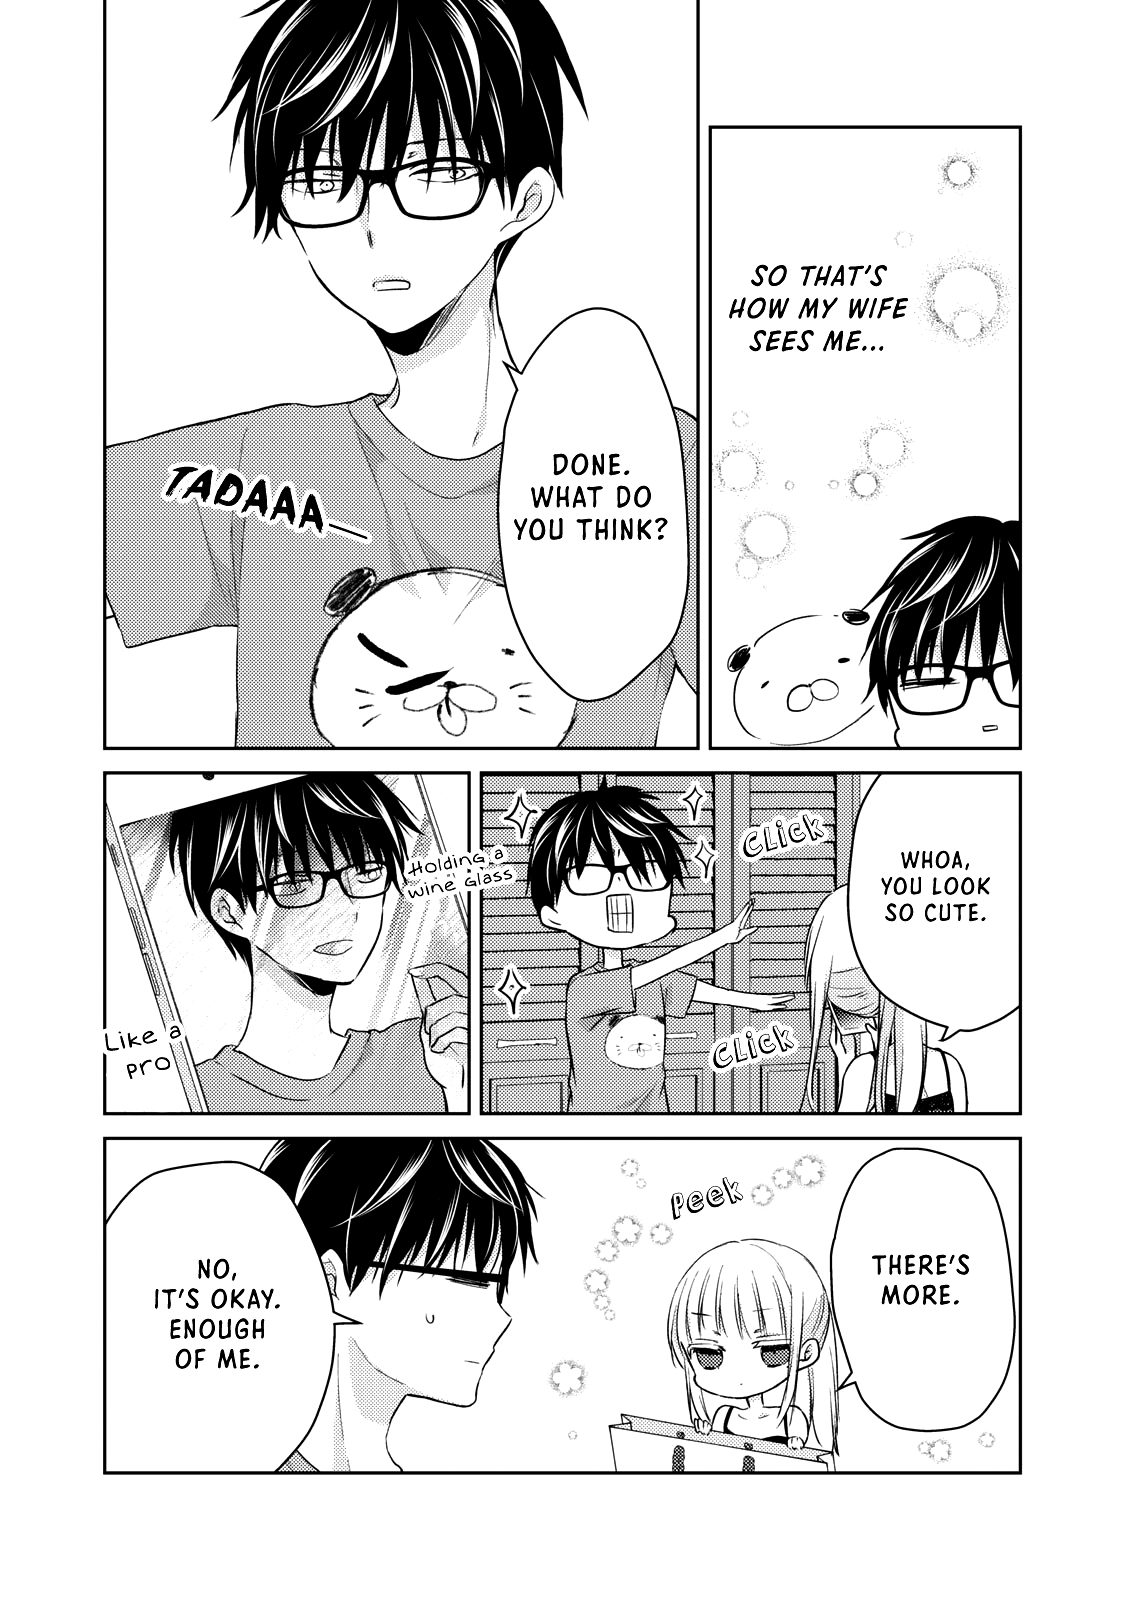 SO THAT'S
HOW MY WIFE
SEES ME...
DONE.
WHAT DO
YOU THINK?
TADAAA
WHOA,
YOU LOOK
SO CUTE.
CLICK
CLICK
Holding a
wine glass
Like a
pro
THERE'S
MORE.
Peek
NO,
IT'S OKAY.
ENOUGH
OF ME.